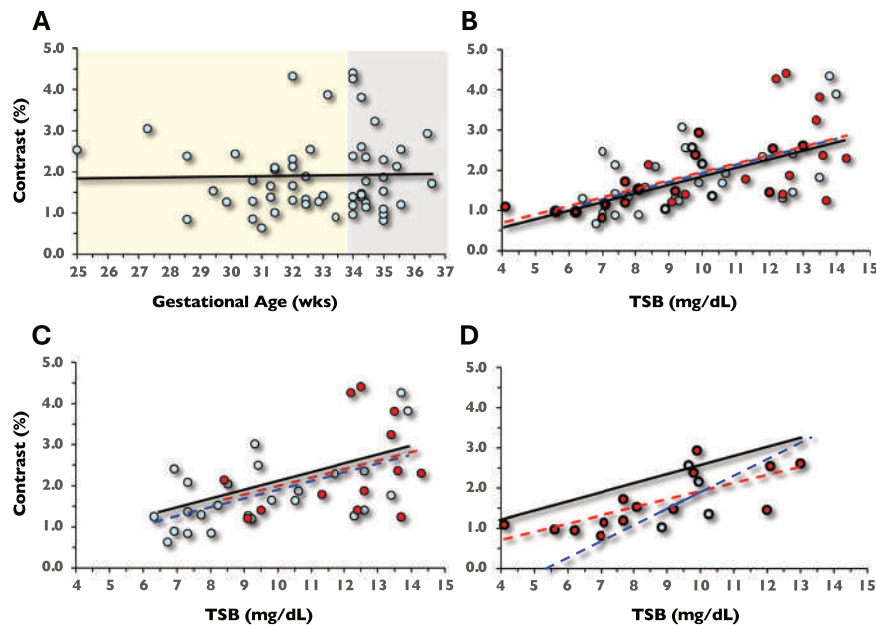 A
Contrast (%)
5.0
4.0
3.0
2.0
1.0
0.0
25 26 27 28 29 30 31 32 33 34 35 36 37
Gestational Age (wks)
B
5.0
4.0
3.0
2.0
1.0
0.0
4 5 6 7 8 9 10 11 12 13 14 15
TSB (mg/dL)
C
Contrast (%)
5.0
4.0
3.0
2.0
1.0
0.0
4 5 6 7 8 9 10 11 12 13 14 15
TSB (mg/dL)
D
5.0
4.0
3.0
2.0
1.0
0.0
4 5 6 7 8 9 10 11 12 13 14 15
TSB (mg/dL)